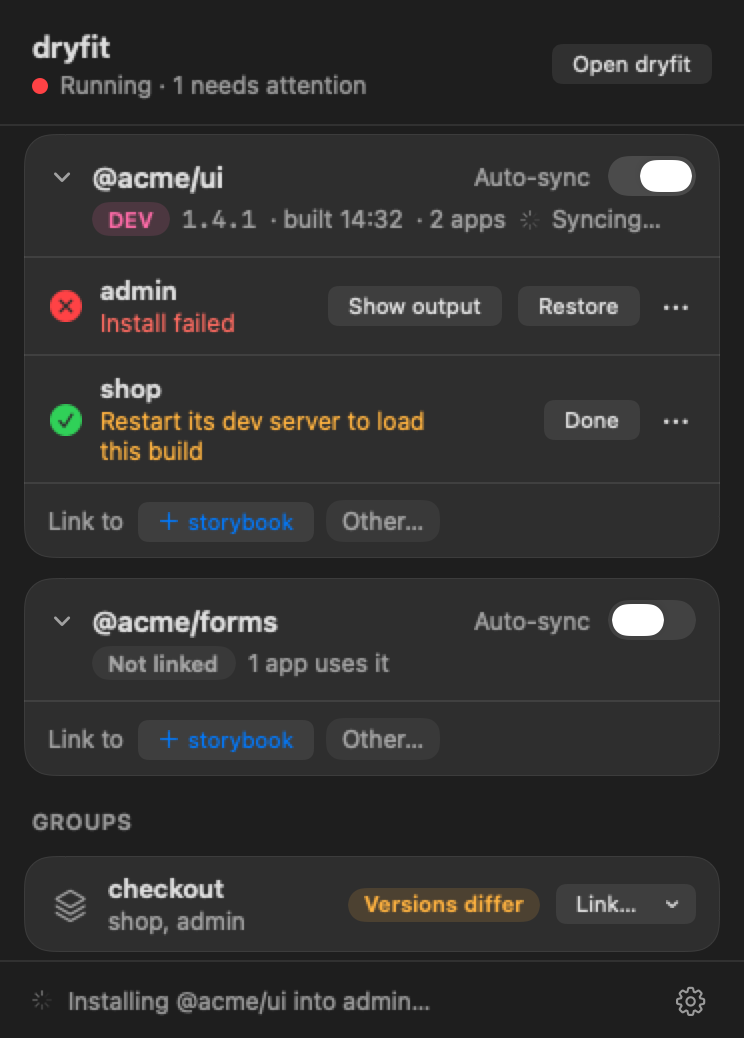 dryfit
Running · 1 needs attention
Open dryfit
@acme/ui
Auto-sync
DEV 1.4.1 · built 14:32 · 2 apps Syncing...
admin
Install failed
Show output
Restore
...
shop
Restart its dev server to load
this build
Done
...
Link to + storybook Other...
@acme/forms
Auto-sync
Not linked 1 app uses it
Link to + storybook Other...
GROUPS
checkout
shop, admin
Versions differ
Link...
Installing @acme/ui into admin...